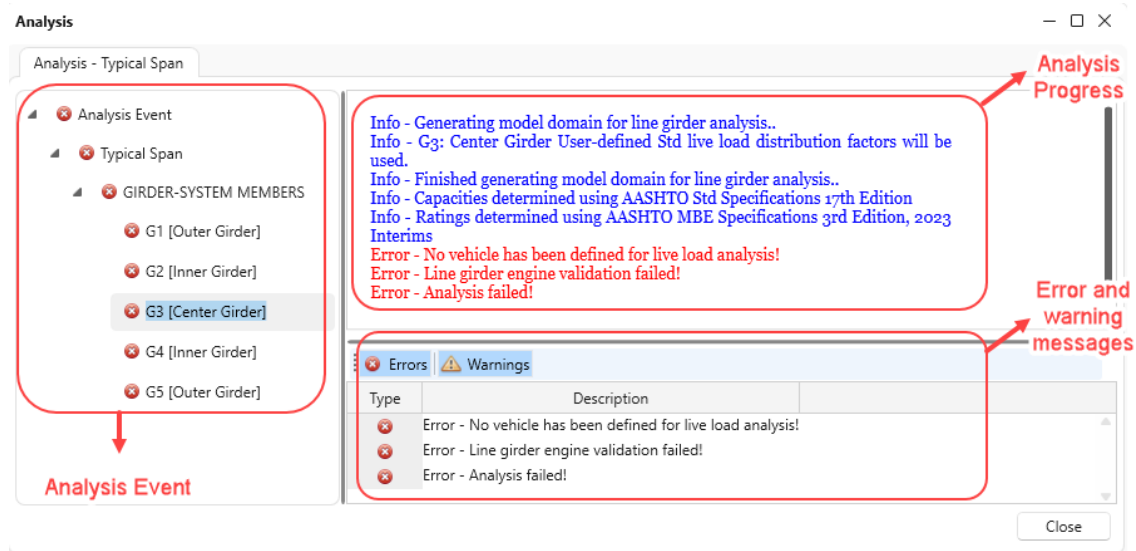 Analysis
Analysis - Typical Span
Analysis
Progress
Analysis Event
Typical Span
GIRDER-SYSTEM MEMBERS
G1 [Outer Girder]
G2 [Inner Girder]
G3 [Center Girder]
G4 [Inner Girder]
G5 [Outer Girder]
Analysis Event
Info - Generating model domain for line girder analysis..
Info - G3: Center Girder User-defined Std live load distribution factors will be
used.
Info - Finished generating model domain for line girder analysis..
Info - Capacities determined using AASHTO Std Specifications 17th Edition
Info - Ratings determined using AASHTO MBE Specifications 3rd Edition, 2023
Interims
Error - No vehicle has been defined for live load analysis!
Error - Line girder engine validation failed!
Error - Analysis failed!
Error and
warning
messages
Errors Warnings
Type Description
Error - No vehicle has been defined for live load analysis!
Error - Line girder engine validation failed!
Error - Analysis failed!
Close